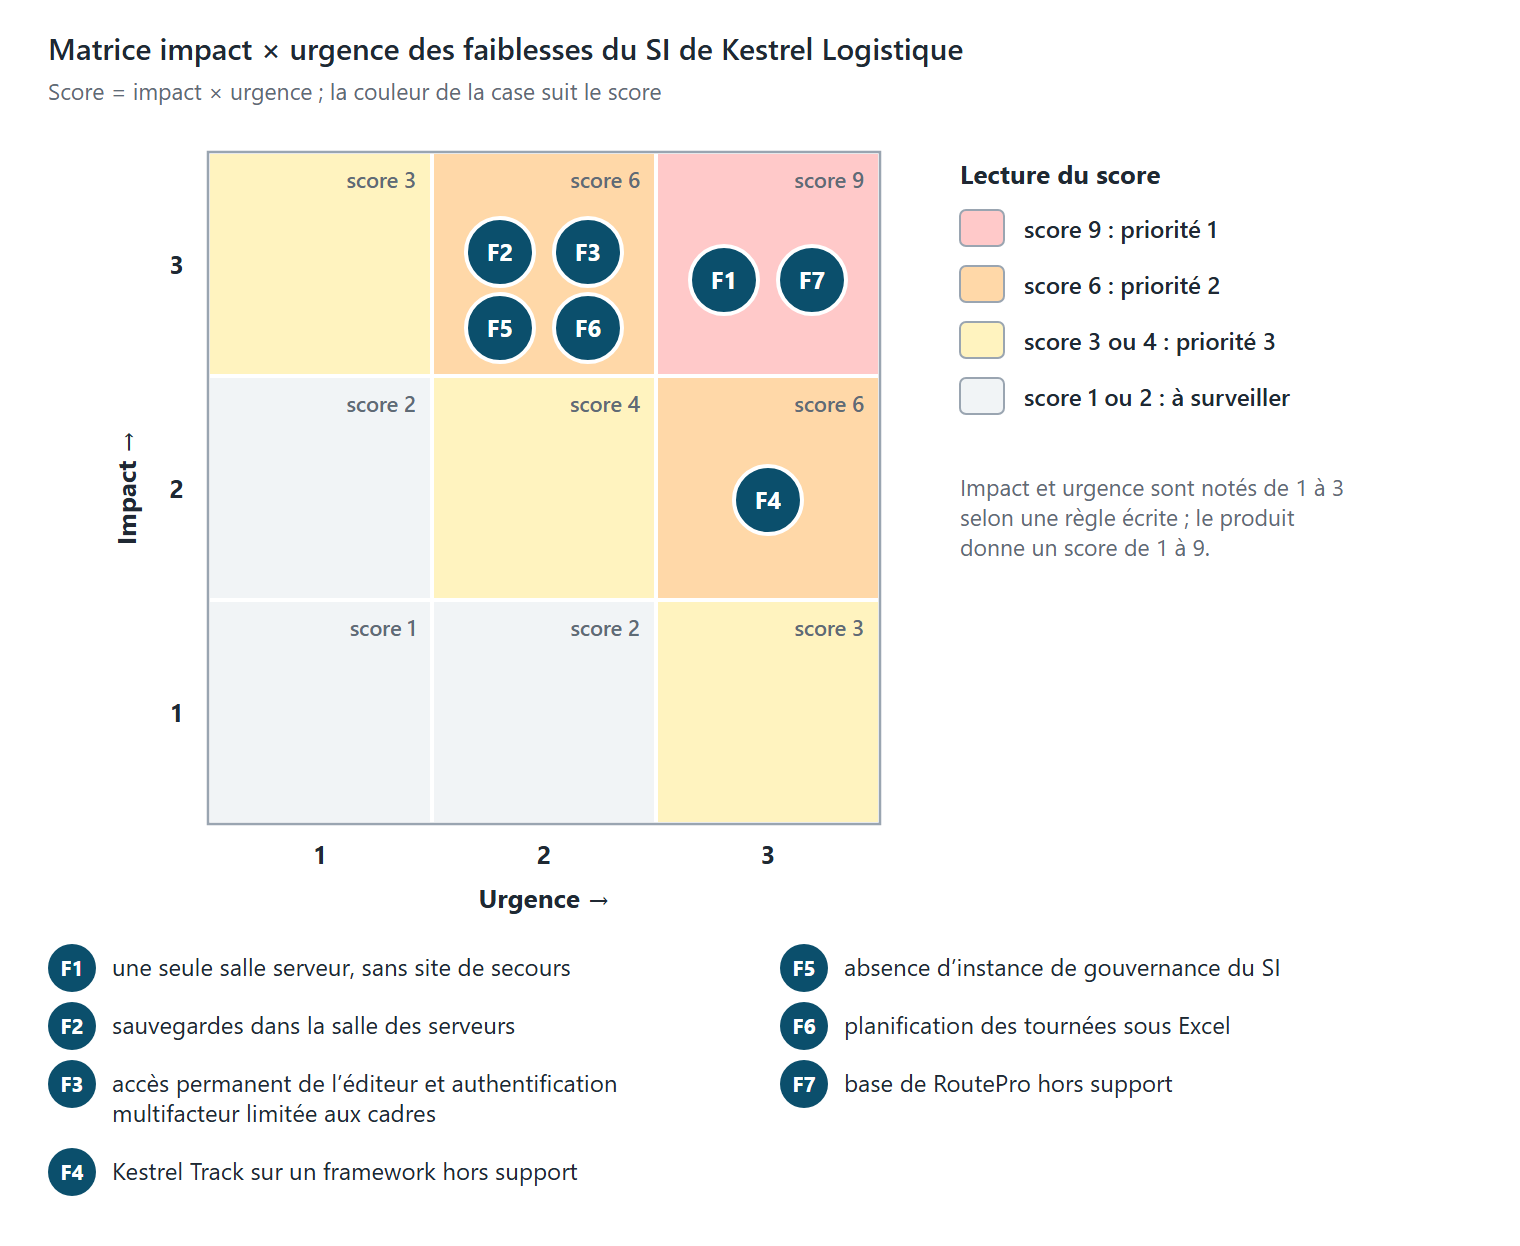 Matrice impact × urgence des faiblesses du SI de Kestrel Logistique
Score = impact × urgence ; la couleur de la case suit le score
score 3
score 6
score 9
3
F2
F3
F1
F7
F5
F6
score 2
score 4
score 6
Impact →
2
F4
score 1
score 2
score 3
1
1
2
3
Urgence →
Lecture du score
score 9 : priorité 1
score 6 : priorité 2
score 3 ou 4 : priorité 3
score 1 ou 2 : à surveiller
Impact et urgence sont notés de 1 à 3
selon une règle écrite ; le produit
donne un score de 1 à 9.
F1 une seule salle serveur, sans site de secours
F2 sauvegardes dans la salle des serveurs
F3 accès permanent de l’éditeur et authentification
multifacteur limitée aux cadres
F4 Kestrel Track sur un framework hors support
F5 absence d’instance de gouvernance du SI
F6 planification des tournées sous Excel
F7 base de RoutePro hors support